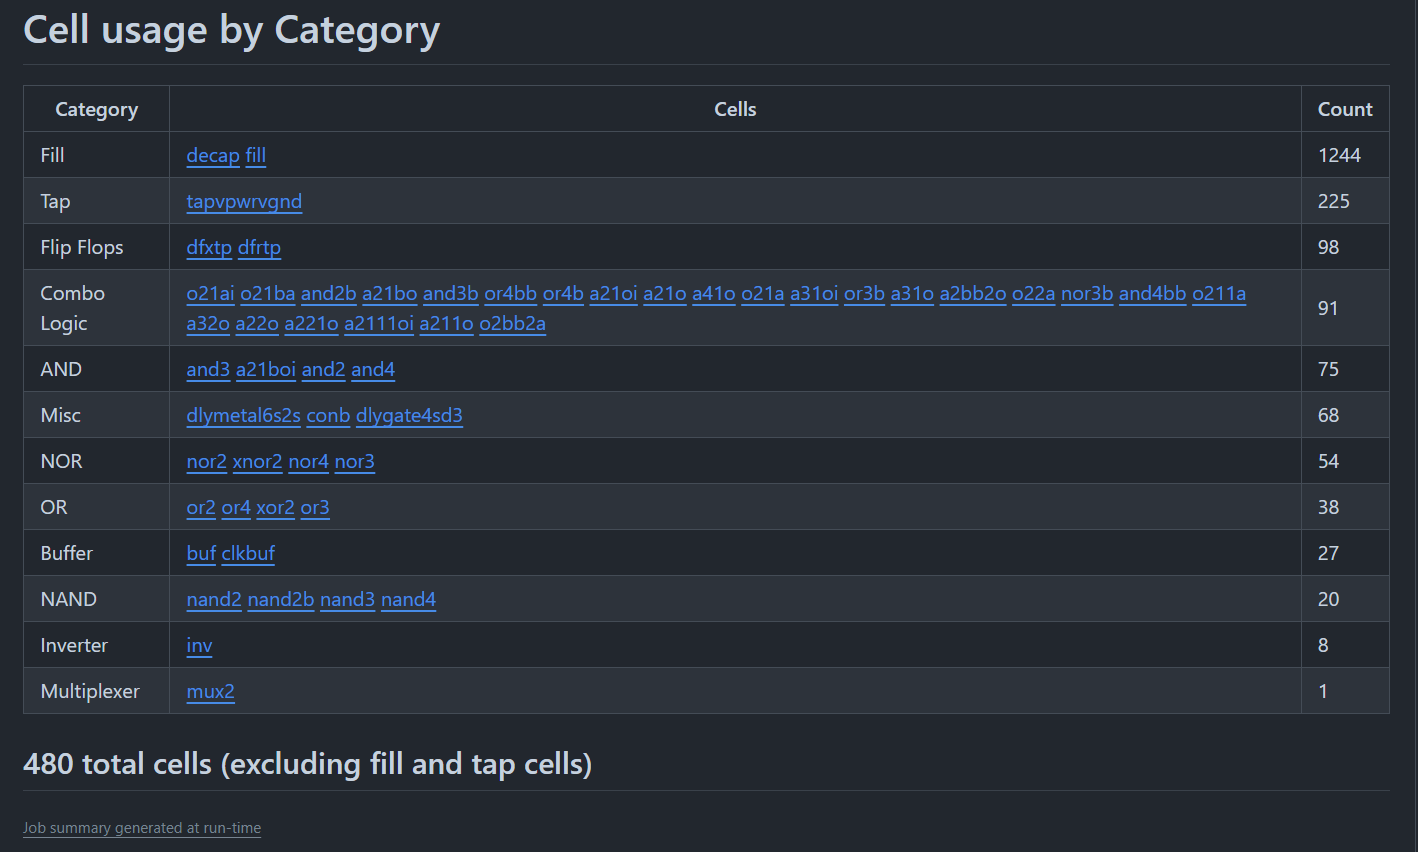 Cell usage by Category
Category Cells Count
Fill decap fill 1244
Tap tapvpwrvgnd 225
Flip Flops dfxtp dfrtp 98
Combo Logic o21ai o21ba and2b a21bo and3b or4bb or4b a21oi a21o a41o o21a a31oi or3b a31o a2bb2o o22a nor3b and4bb o211a
a32o a22o a221o a2111oi a211o o2bb2a 91
AND and3 a21boi and2 and4 75
Misc dlymetal6s2s conb dlygate4sd3 68
NOR nor2 xnor2 nor4 nor3 54
OR or2 or4 xor2 or3 38
Buffer buf clkbuf 27
NAND nand2 nand2b nand3 nand4 20
Inverter inv 8
Multiplexer mux2 1
480 total cells (excluding fill and tap cells)
Job summary generated at run-time